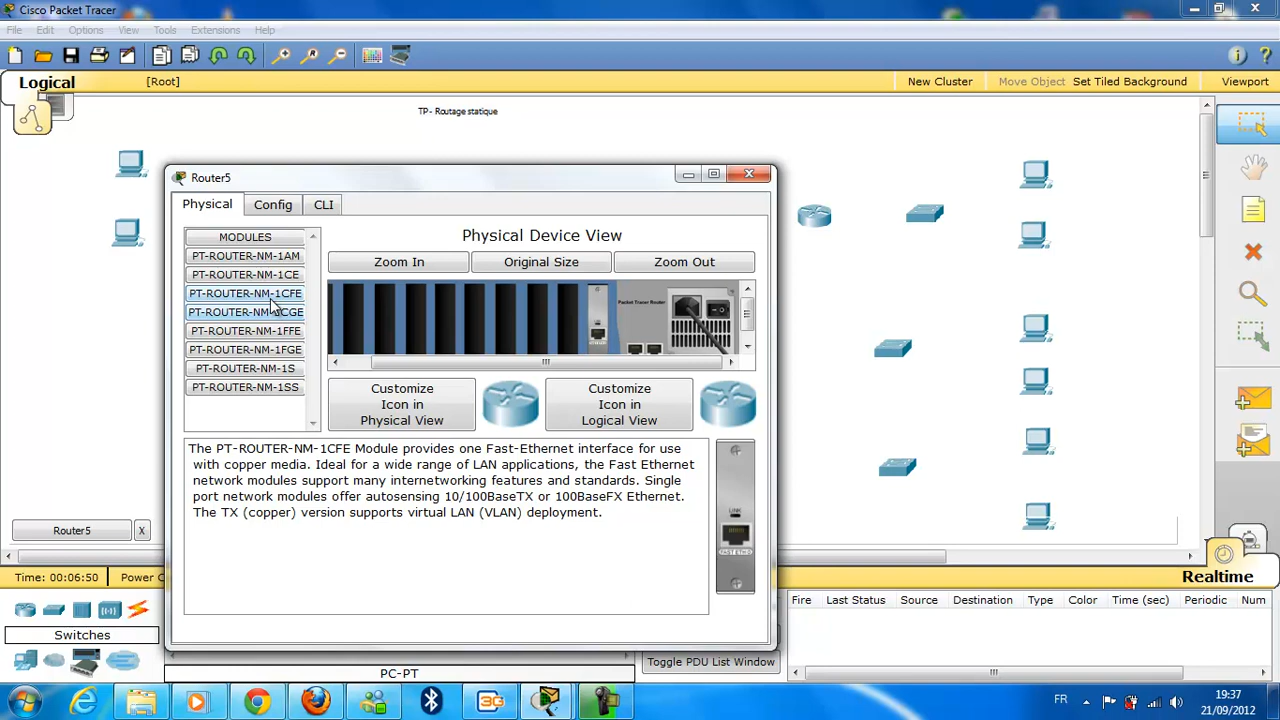 Cisco Packet Tracer
File Edit Options View Tools Extensions Help
Logical
[Root]
New Cluster
Move Object
Set Tiled Background
Viewport
TP- Routage statique
Router5
Physical
Config
CLI
MODULES
PT-ROUTER-NM-1AM
PT-ROUTER-NM-1CE
PT-ROUTER-NM-1CFE
PT-ROUTER-NM-1CGE
PT-ROUTER-NM-1FFE
PT-ROUTER-NM-1FGE
PT-ROUTER-NM-1S
PT-ROUTER-NM-1SS
Physical Device View
Zoom In
Original Size
Zoom Out
Packet Tracer Router
Customize
Icon in
Physical View
Customize
Icon in
Logical View
The PT-ROUTER-NM-1CFE Module provides one Fast-Ethernet interface for use
with copper media. Ideal for a wide range of LAN applications, the Fast Ethernet
network modules support many internetworking features and standards. Single
port network modules offer autosensing 10/100BaseTX or 100BaseFX Ethernet.
The TX (copper) version supports virtual LAN (VLAN) deployment.
LINK
Router5
X
Time: 00:06:50
Power C
Realtime
Fire Last Status Source Destination Type Color Time (sec) Periodic Num
Switches
Toggle PDU List Window
PC-PT
3G
FR
19:37
21/09/2012